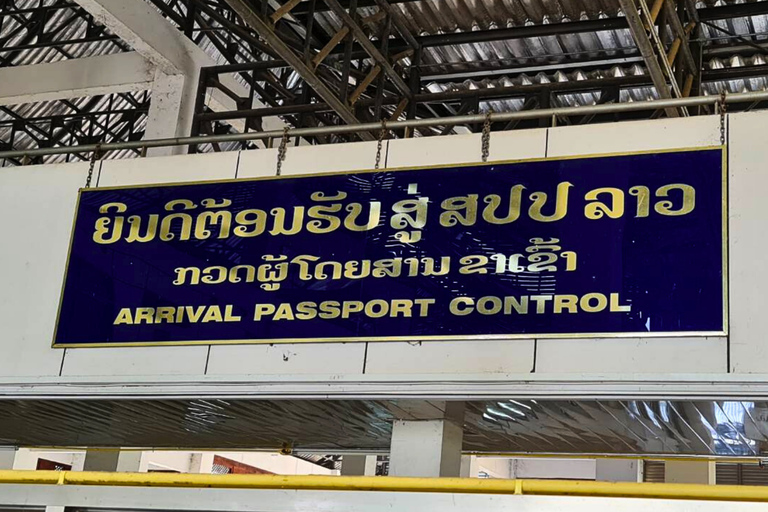 ຍິນດີຕ້ອນຮັບ ສູ່ ສປປ ລາວ
ກວດຜູ້ໂດຍສານ ຂາເຂົ້າ
ARRIVAL PASSPORT CONTROL